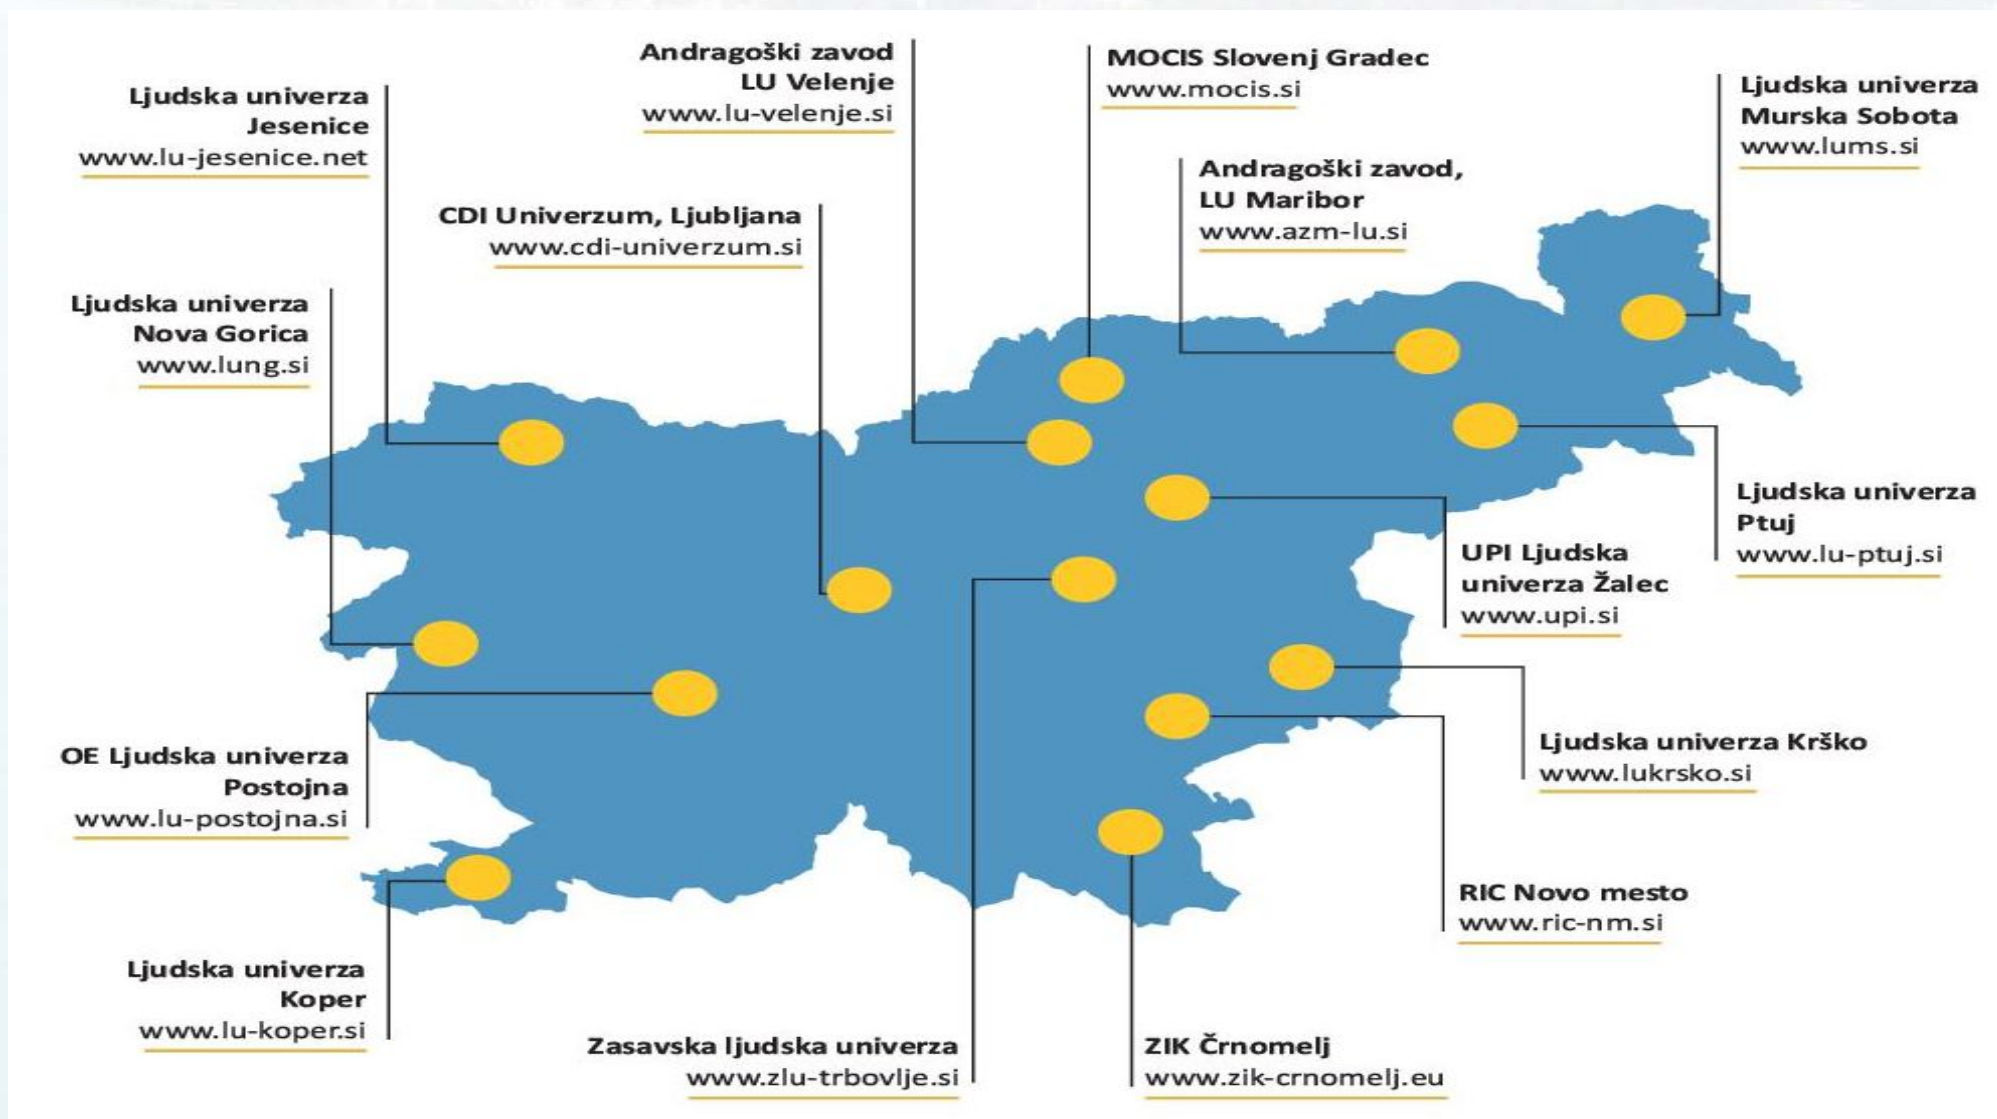 Andragoški zavod
LU Velenje
www.lu-velenje.si
MOCIS Slovenj Gradec
www.mocis.si
Ljudska univerza
Jesenice
www.lu-jesenice.net
Ljudska univerza
Murska Sobota
www.lums.si
Andragoški zavod,
LU Maribor
www.azm-lu.si
CDI Univerzum, Ljubljana
www.cdi-univerzum.si
Ljudska univerza
Nova Gorica
www.lung.si
Ljudska univerza
Ptuj
www.lu-ptuj.si
UPI Ljudska
univerza Žalec
www.upi.si
OE Ljudska univerza
Postojna
www.lu-postojna.si
Ljudska univerza Krško
www.lukrsko.si
RIC Novo mesto
www.ric-nm.si
Ljudska univerza
Koper
www.lu-koper.si
Zasavska ljudska univerza
www.zlu-trbovlje.si
ZIK Črnomelj
www.zik-crnomelj.eu